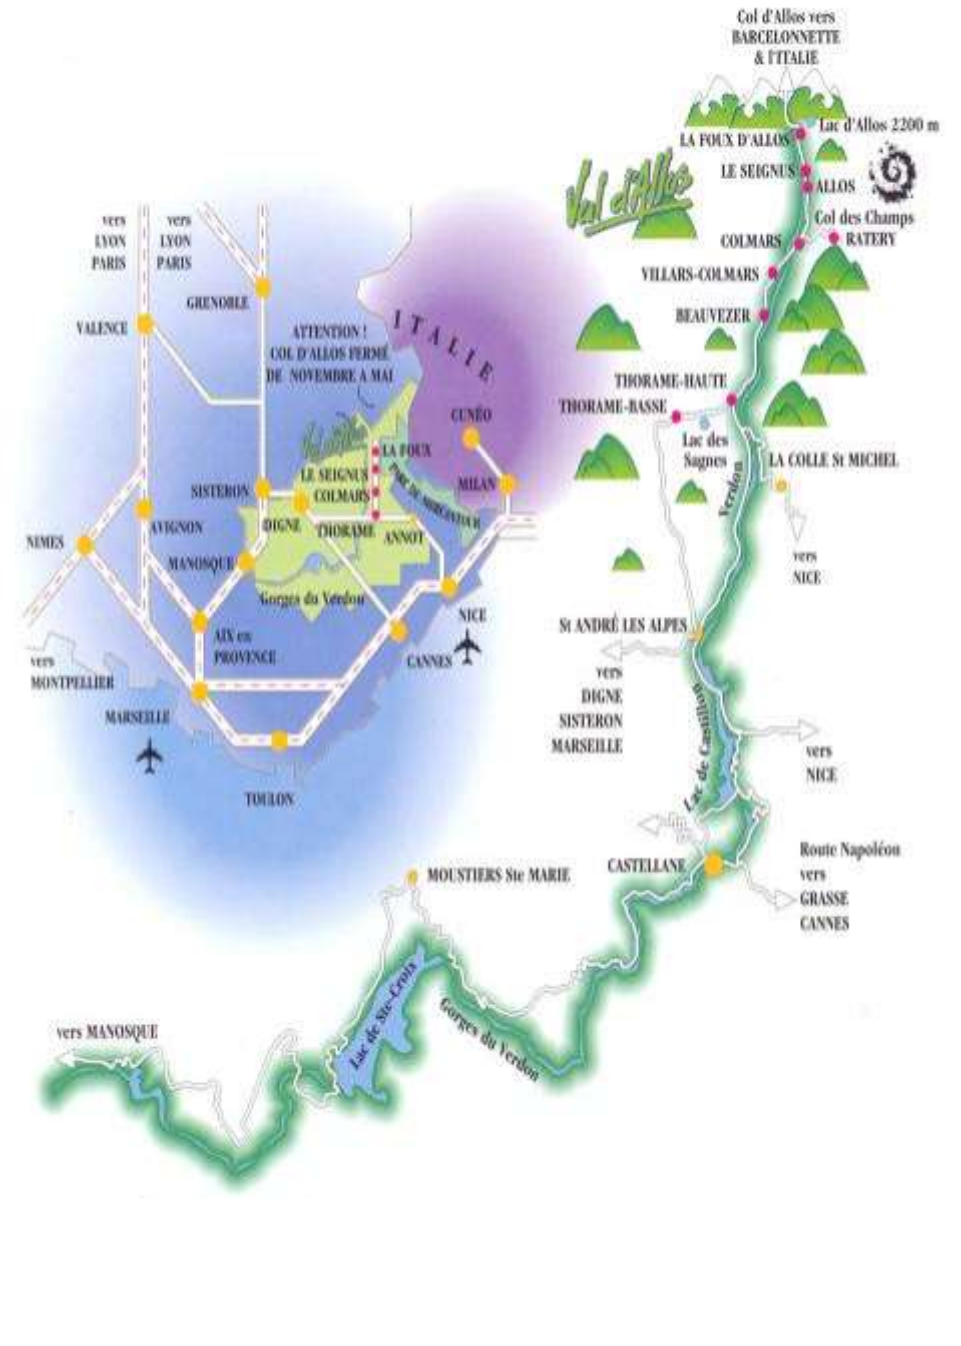 Col d'Allos vers
BARCELONNETTE
& l'ITALIE
Lac d'Allos 2200 m
LA FOUX D'ALLOS
LE SEIGNUS
ALLOS
Val d'Allos
Col des Champs
RATERY
COLMARS
VILLARS-COLMARS
BEAUVEZER
THORAME-HAUTE
THORAME-BASSE
Lac des
Sagnes
LA COLLE St MICHEL
Verdon
vers
NICE
St ANDRÉ LES ALPES
vers
DIGNE
SISTERON
MARSEILLE
Lac de Castillon
vers
NICE
CASTELLANE
Route Napoléon
vers
GRASSE
CANNES
MOUSTIERS Ste MARIE
Lac de Ste-Croix
Gorges du Verdon
vers MANOSQUE
vers
LYON
PARIS
vers
LYON
PARIS
GRENOBLE
VALENCE
ATTENTION !
COL D'ALLOS FERMÉ
DE NOVEMBRE A MAI
ITALIE
CUNÉO
MILAN
Val d'Allos
LA FOUX
LE SEIGNUS
COLMARS
PARC DU MERCANTOUR
SISTERON
DIGNE
THORAME
ANNOT
AVIGNON
NIMES
MANOSQUE
Gorges du Verdon
NICE
AIX en
PROVENCE
CANNES
vers
MONTPELLIER
MARSEILLE
TOULON